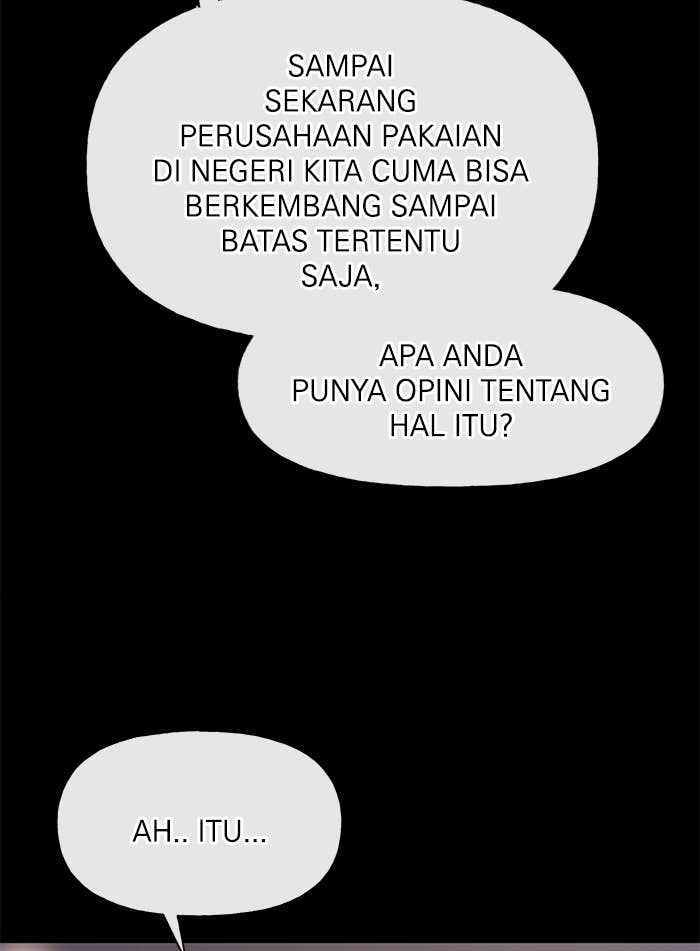 SAMPAI
SEKARANG
PERUSAHAAN PAKAIAN
DI NEGERI KITA CUMA BISA
BERKEMBANG SAMPAI
BATAS TERTENTU
SAJA,
APA ANDA
PUNYA OPINI TENTANG
HAL ITU?
AH.. ITU...